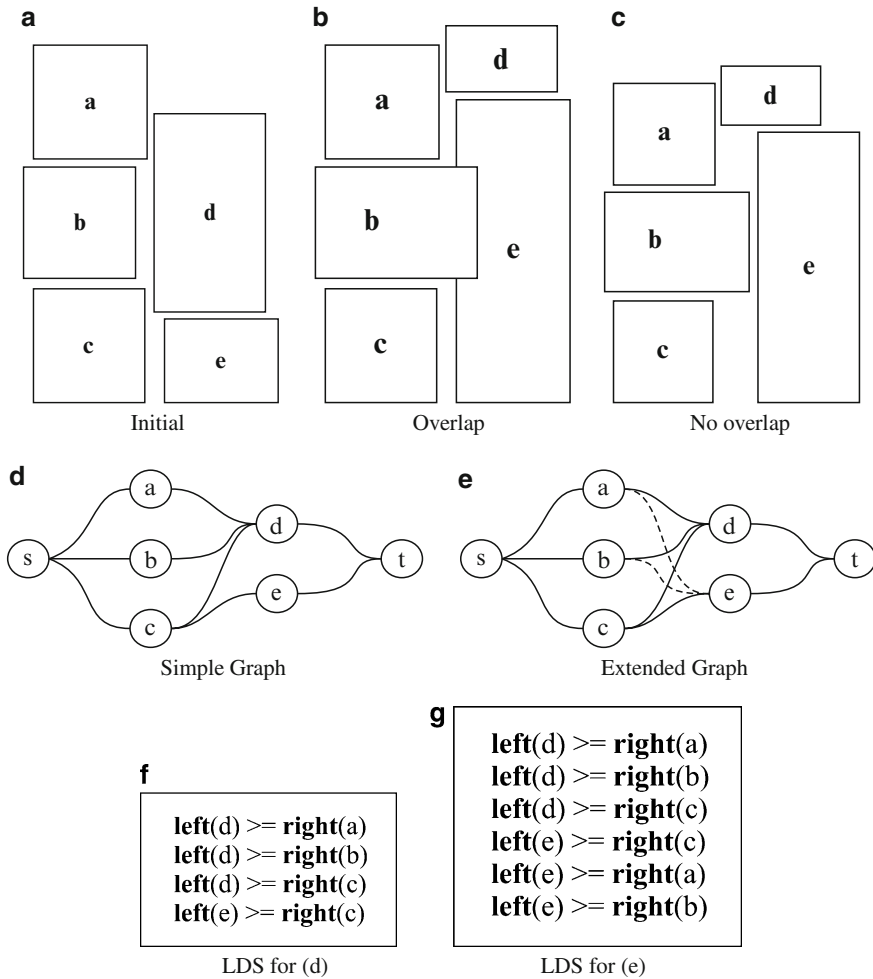 a
a
b
d
c
e
Initial
b
a
d
b
e
c
Overlap
c
a
d
b
e
c
No overlap
d
s
a
b
c
d
e
t
Simple Graph
e
s
a
b
c
d
e
t
Extended Graph
f
left(d) >= right(a)
left(d) >= right(b)
left(d) >= right(c)
left(e) >= right(c)
LDS for (d)
g
left(d) >= right(a)
left(d) >= right(b)
left(d) >= right(c)
left(e) >= right(c)
left(e) >= right(a)
left(e) >= right(b)
LDS for (e)